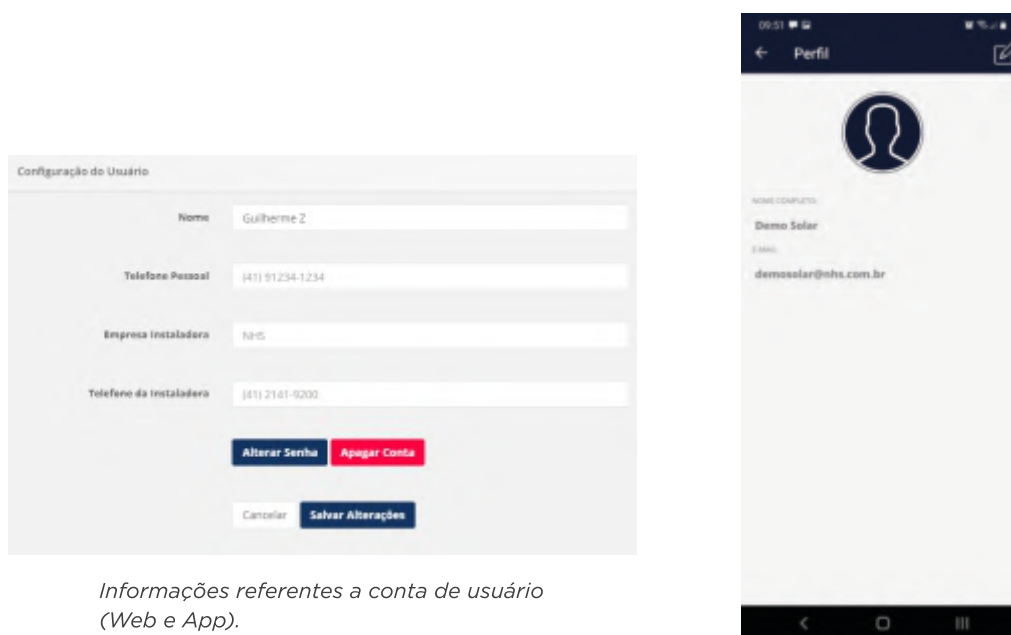 Configuração do Usuário
Nome
Guilherme Z
Telefone Pessoal
(41) 91234-1234
Empresa Instaladora
NHS
Telefone da Instaladora
(41) 2141-9200
Alterar Senha
Apagar Conta
Cancelar
Salvar Alterações
Informações referentes a conta de usuário
(Web e App).
09:51
Perfil
NOME COMPLETO:
Demo Solar
E-MAIL:
demosolar@nhs.com.br